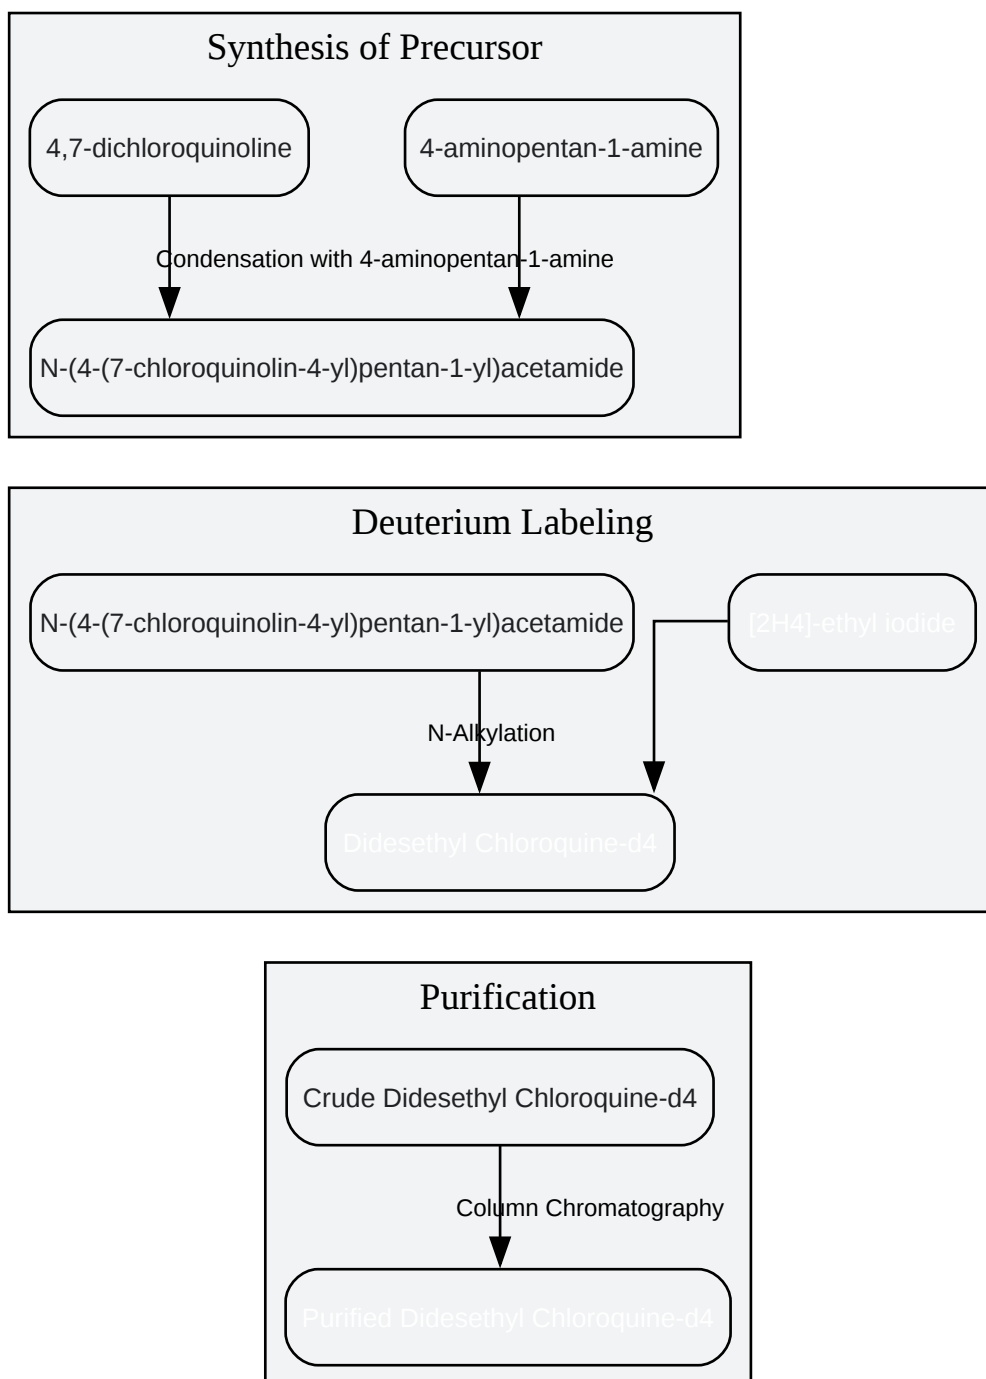 Synthesis of Precursor
4,7-dichloroquinoline
4-aminopentan-1-amine
Condensation with 4-aminopentan-1-amine
N-(4-(7-chloroquinolin-4-yl)pentan-1-yl)acetamide
Deuterium Labeling
N-(4-(7-chloroquinolin-4-yl)pentan-1-yl)acetamide
[2H4]-ethyl iodide
N-Alkylation
Didesethyl Chloroquine-d4
Purification
Crude Didesethyl Chloroquine-d4
Column Chromatography
Purified Didesethyl Chloroquine-d4